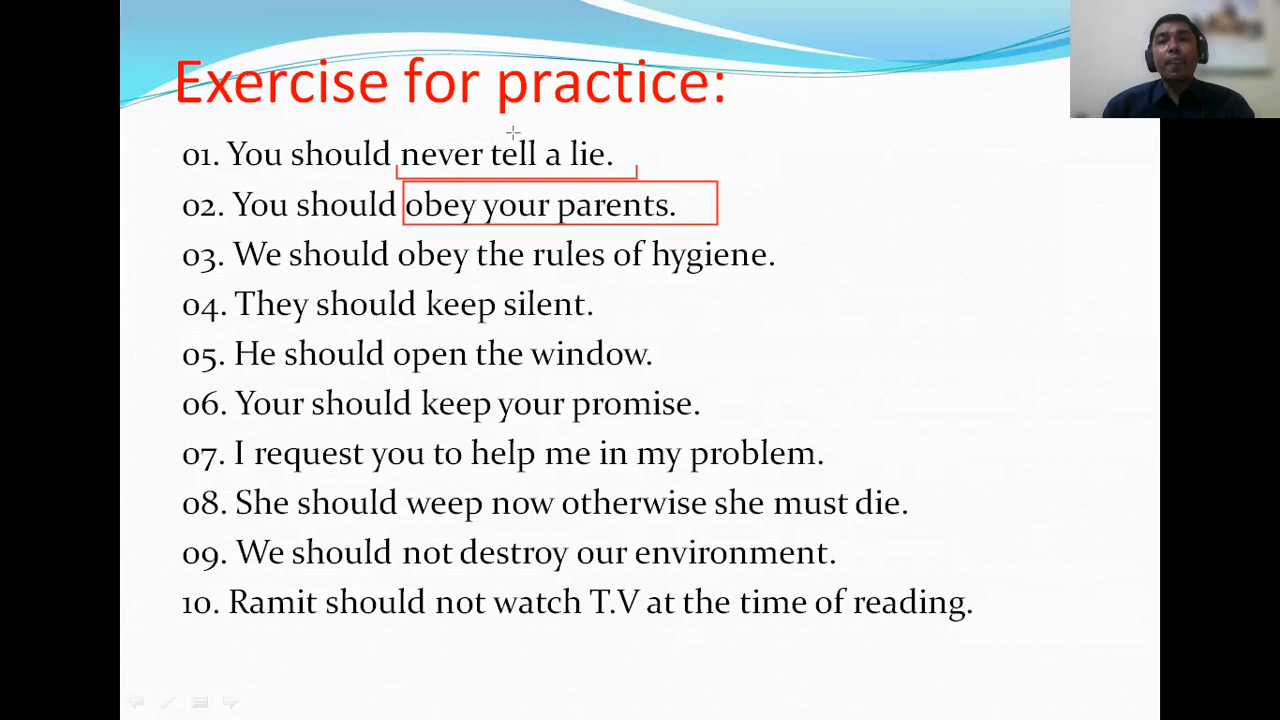 Exercise for practice:
01. You should never tell a lie.
02. You should obey your parents.
03. We should obey the rules of hygiene.
04. They should keep silent.
05. He should open the window.
06. Your should keep your promise.
07. I request you to help me in my problem.
08. She should weep now otherwise she must die.
09. We should not destroy our environment.
10. Ramit should not watch T.V at the time of reading.